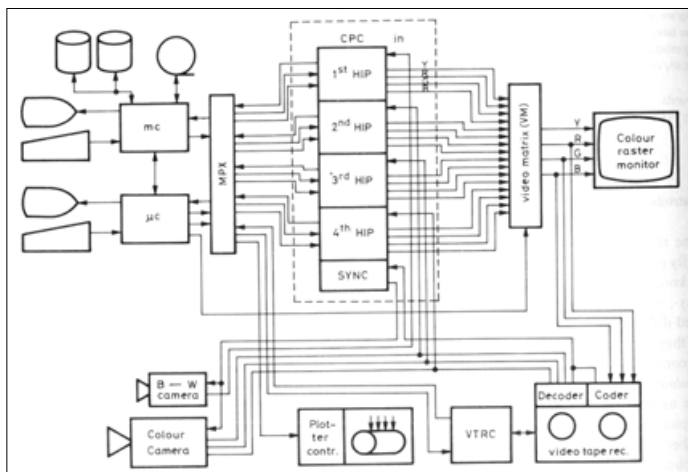 CPC in
1st HIP
2nd HIP
3rd HIP
4th HIP
SYNC
mc
μc
MPX
Y
R
G
B
video matrix (VM)
Y
R
G
B
Colour
raster
monitor
B — W
camera
Colour
Camera
Plot-
ter
contr.
VTRC
Decoder
Coder
video tape rec.